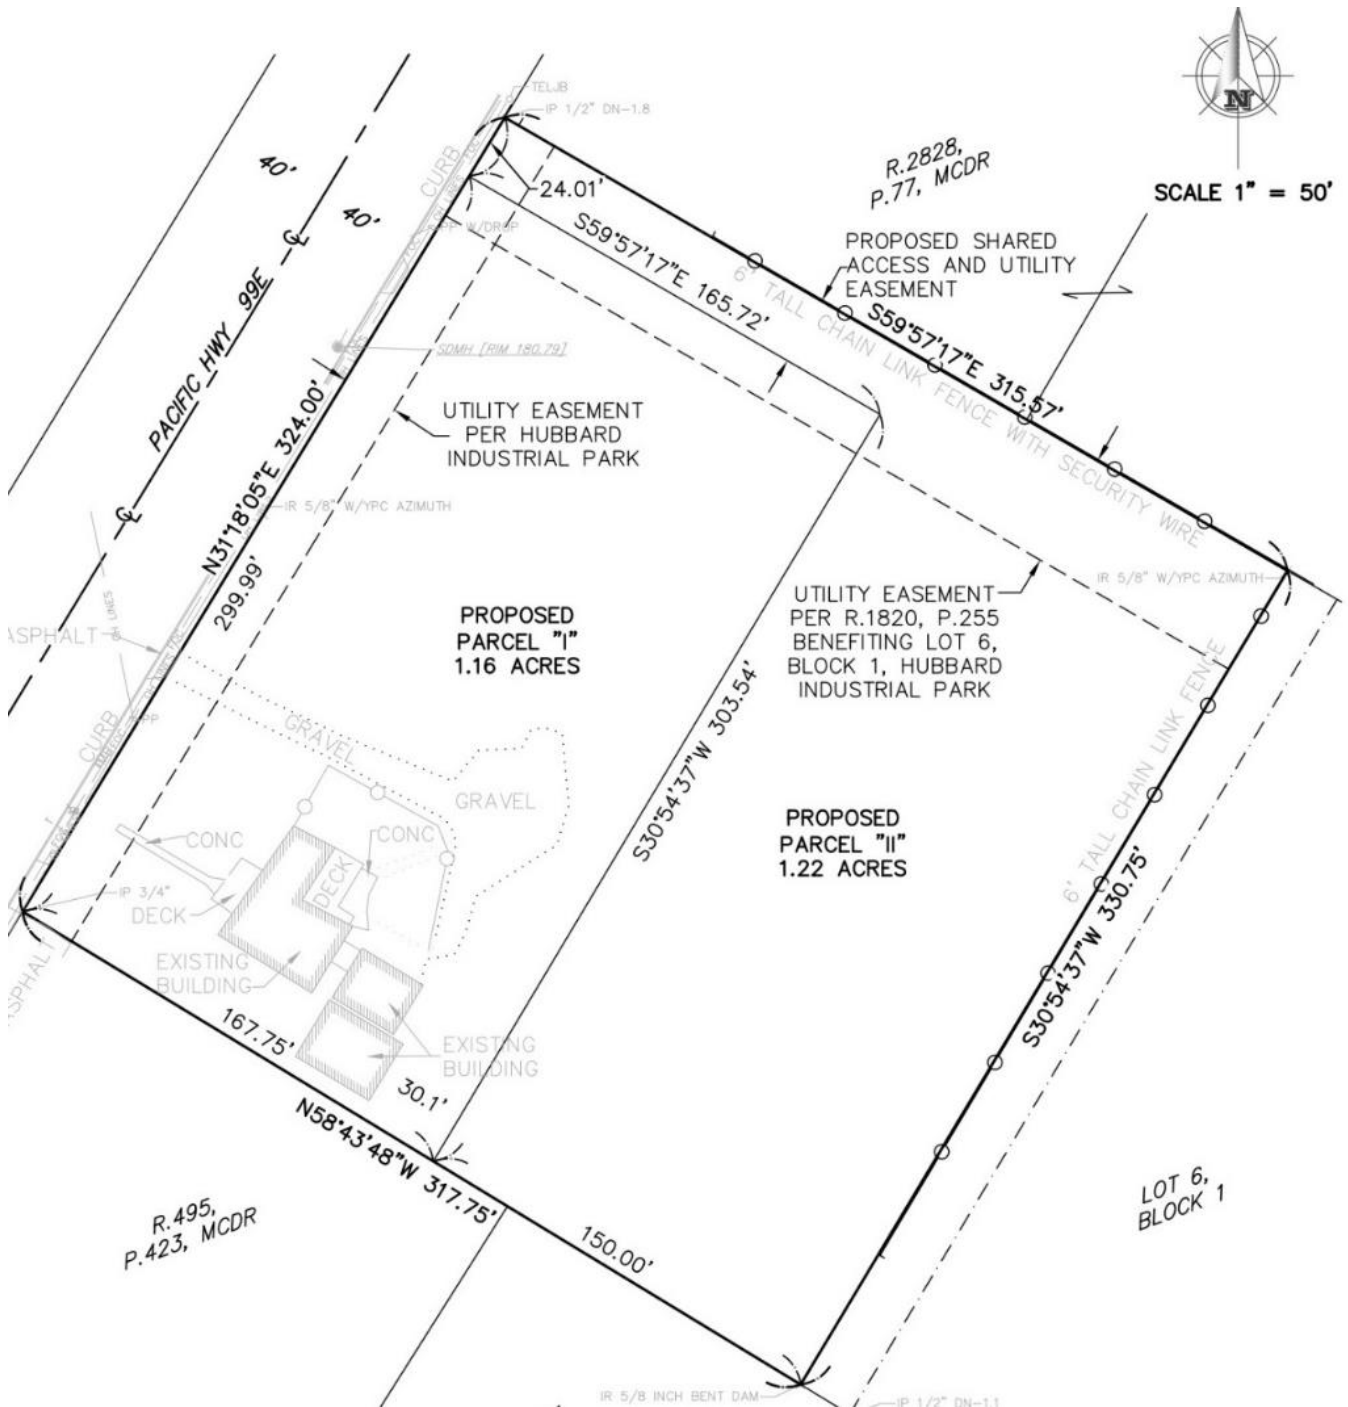 N
SCALE 1" = 50'
TELJB
IP 1/2" DN-1.8
40'
40'
CURB
OH LINES
24.01'
R.2828,
P.77, MCDR
PP W/DROP
S59°57'17"E 165.72'
PROPOSED SHARED
ACCESS AND UTILITY
EASEMENT
6' TALL CHAIN LINK FENCE WITH SECURITY WIRE
S59°57'17"E 315.57'
PACIFIC HWY 99E
SDMH [RIM 180.79]
UTILITY EASEMENT
PER HUBBARD
INDUSTRIAL PARK
N31°18'05"E 324.00'
IR 5/8" W/YPC AZIMUTH
299.99'
IR 5/8" W/YPC AZIMUTH
UTILITY EASEMENT
PER R.1820, P.255
BENEFITING LOT 6,
BLOCK 1, HUBBARD
INDUSTRIAL PARK
PROPOSED
PARCEL "I"
1.16 ACRES
ASPHALT
OH LINES
PP
CURB
GRAVEL
GRAVEL
S30°54'37"W 303.54'
6' TALL CHAIN LINK FENCE
PROPOSED
PARCEL "II"
1.22 ACRES
CONC
CONC
DECK
IP 3/4"
DECK
S30°54'37"W 330.75'
ASPHALT
EXISTING
BUILDING
EXISTING
BUILDING
167.75'
30.1'
N58°43'48"W 317.75'
150.00'
R.495,
P.423, MCDR
LOT 6,
BLOCK 1
IR 5/8 INCH BENT DAM
IP 1/2" DN-1.1